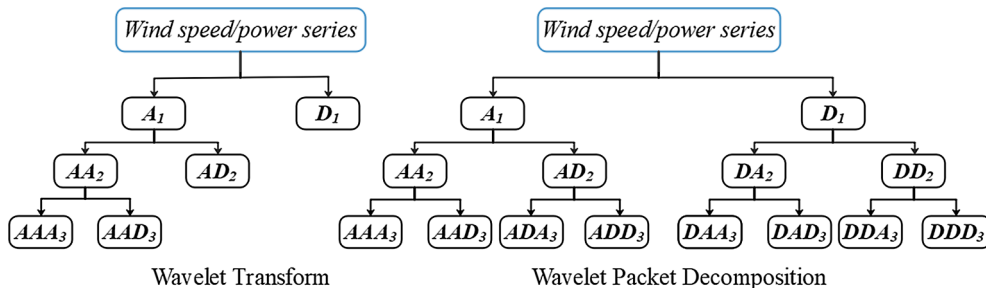 Wind speed/power series
Wind speed/power series
A₁
D₁
A₁
D₁
AA₂
AD₂
AA₂
AD₂
DA₂
DD₂
AAA₃
AAD₃
AAA₃
AAD₃
ADA₃
ADD₃
DAA₃
DAD₃
DDA₃
DDD₃
Wavelet Transform
Wavelet Packet Decomposition